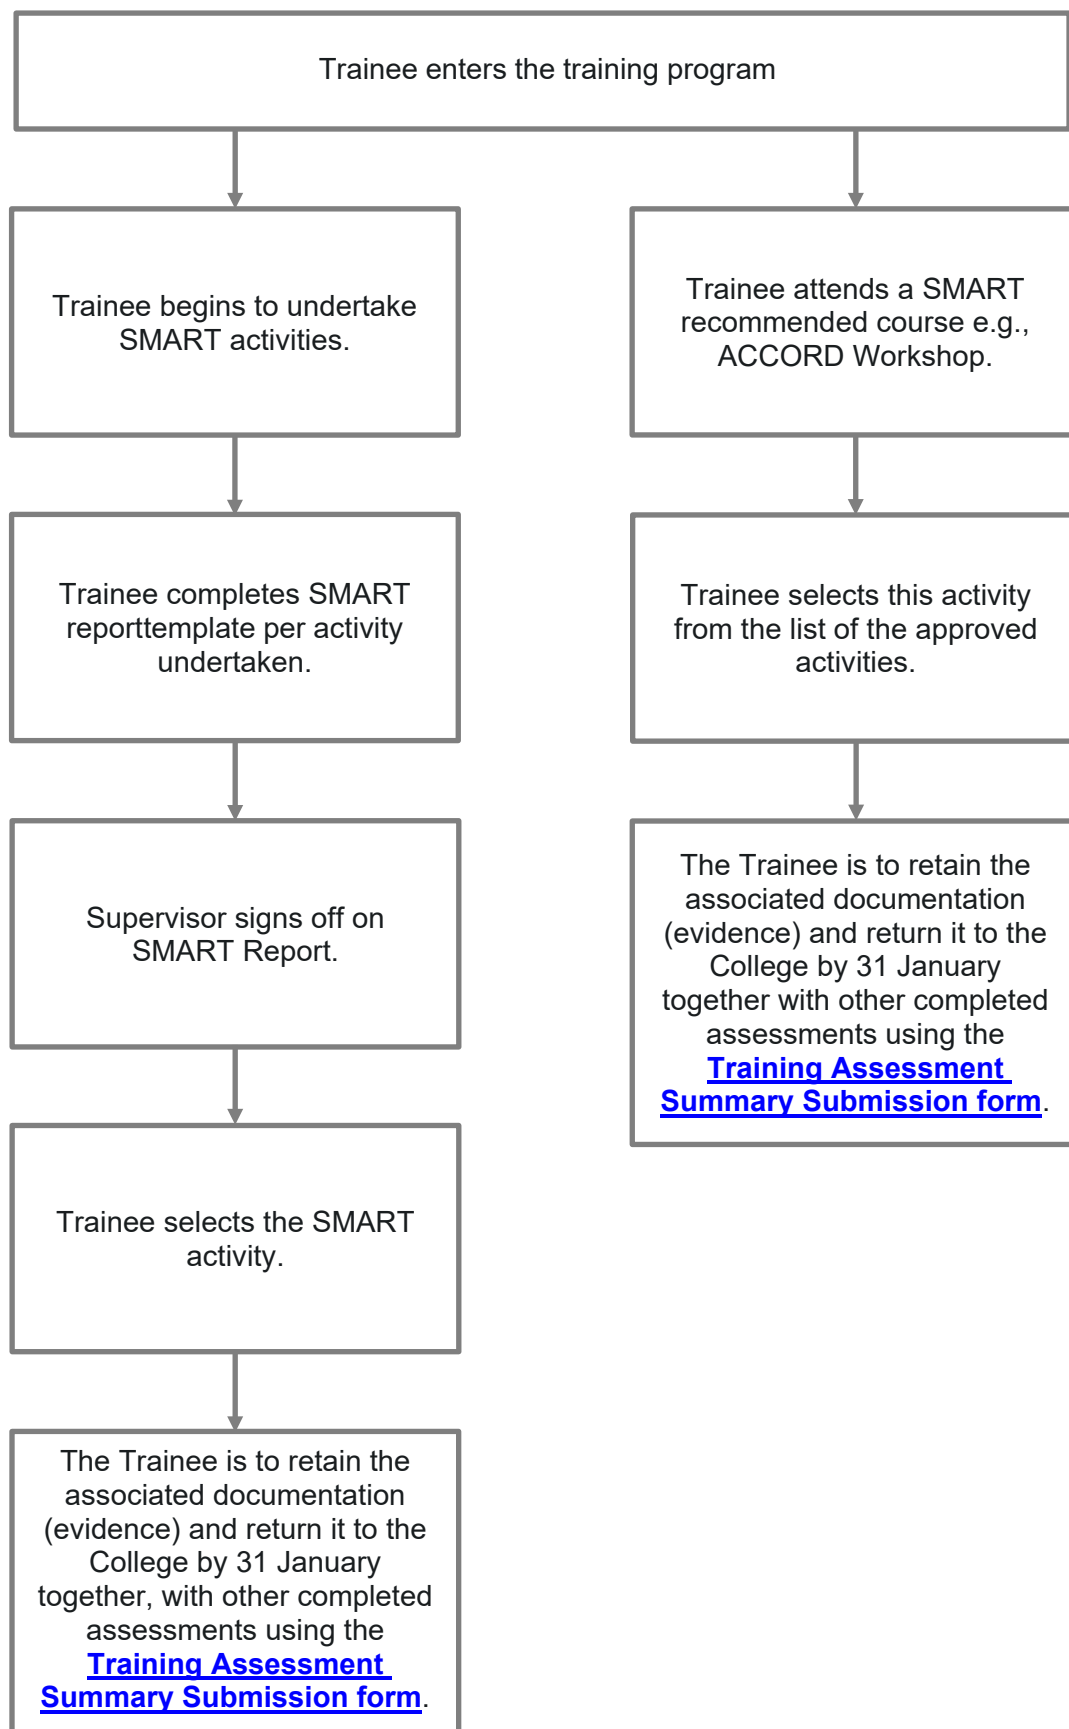 Trainee enters the training program
Trainee begins to undertake
SMART activities.
Trainee completes SMART
reporttemplate per activity
undertaken.
Supervisor signs off on
SMART Report.
Trainee selects the SMART
activity.
The Trainee is to retain the
associated documentation
(evidence) and return it to the
College by 31 January
together, with other completed
assessments using the
Training Assessment
Summary Submission form.
Trainee attends a SMART
recommended course e.g.,
ACCORD Workshop.
Trainee selects this activity
from the list of the approved
activities.
The Trainee is to retain the
associated documentation
(evidence) and return it to the
College by 31 January
together with other completed
assessments using the
Training Assessment
Summary Submission form.